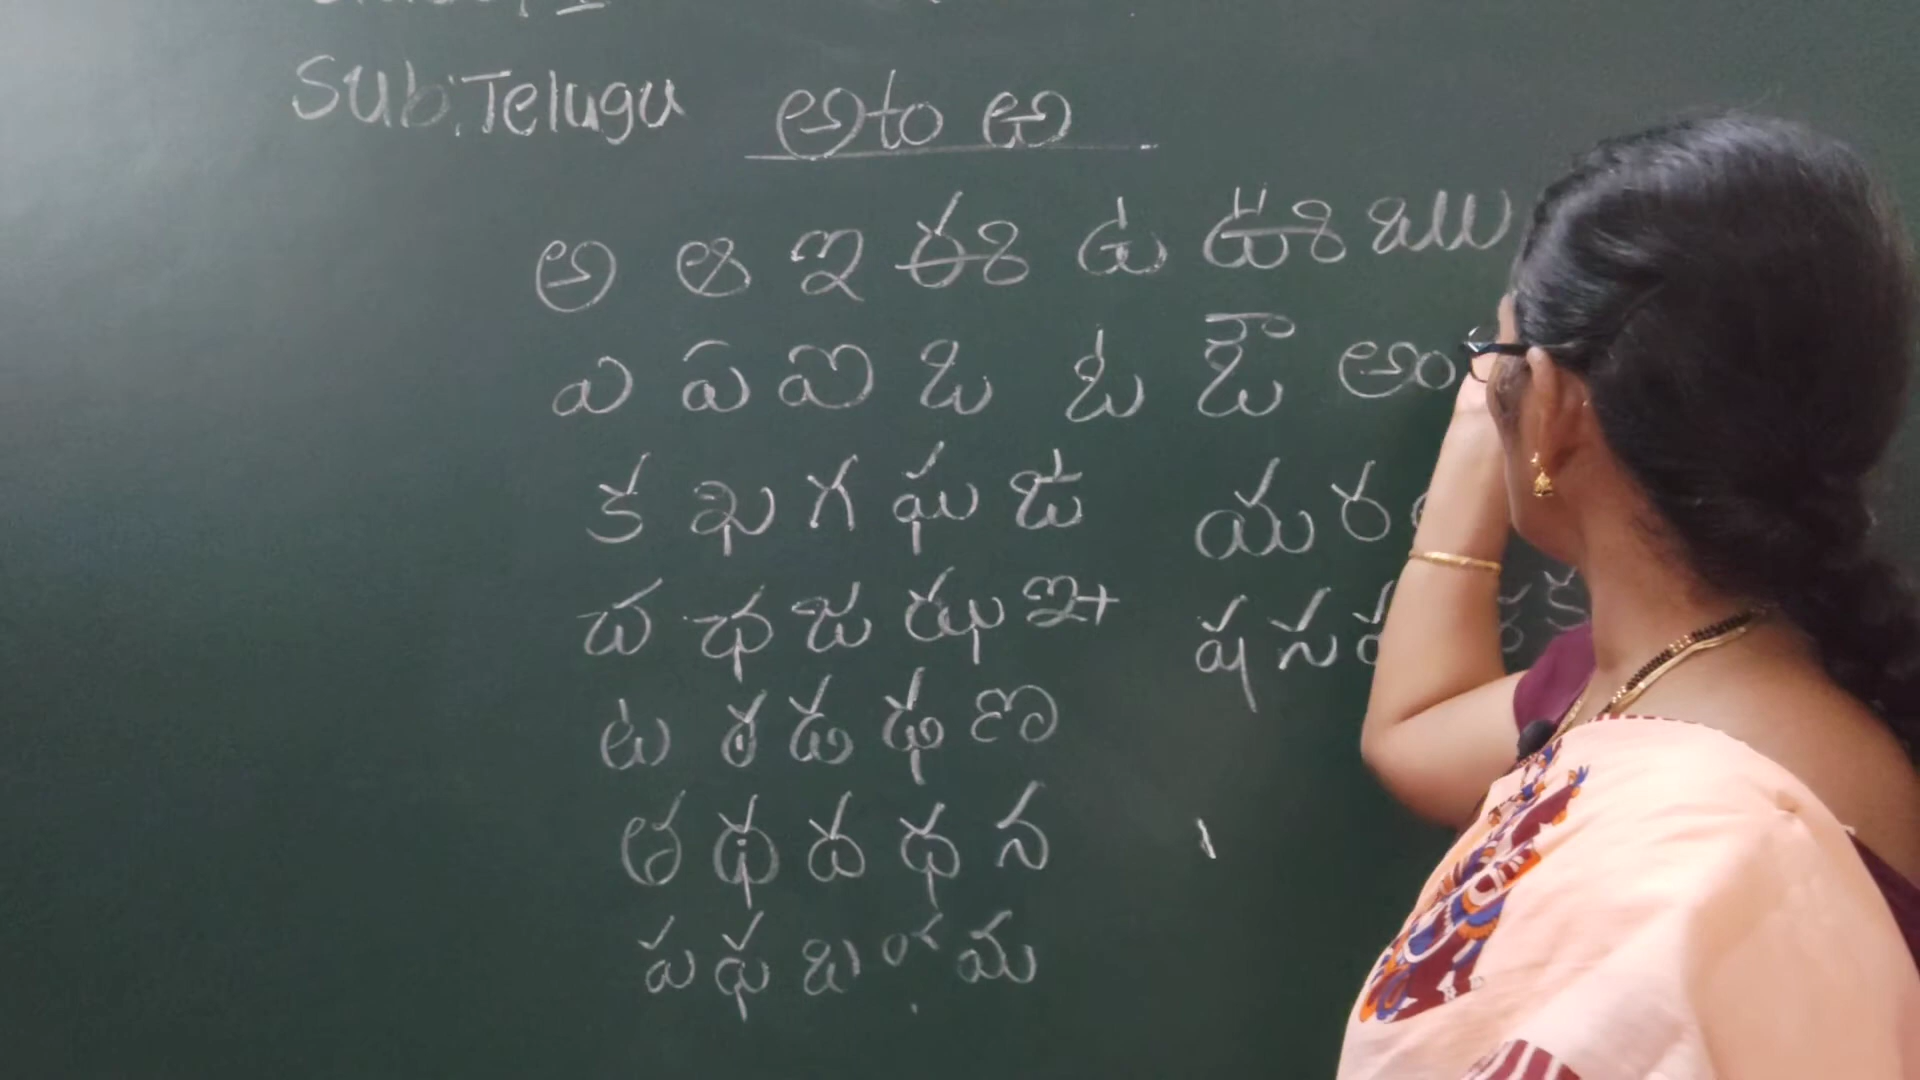 Sub: Telugu అ to ఱ
అ ఆ ఇ ఈ ఉ ఊ ఋ
ఎ ఏ ఐ ఒ ఓ ఔ అం
క ఖ గ ఘ ఙ య ర
చ ఛ జ ఝ ఞ ష స
ట ఠ డ ఢ ణ
త థ ద ధ న
ప ఫ బ మ